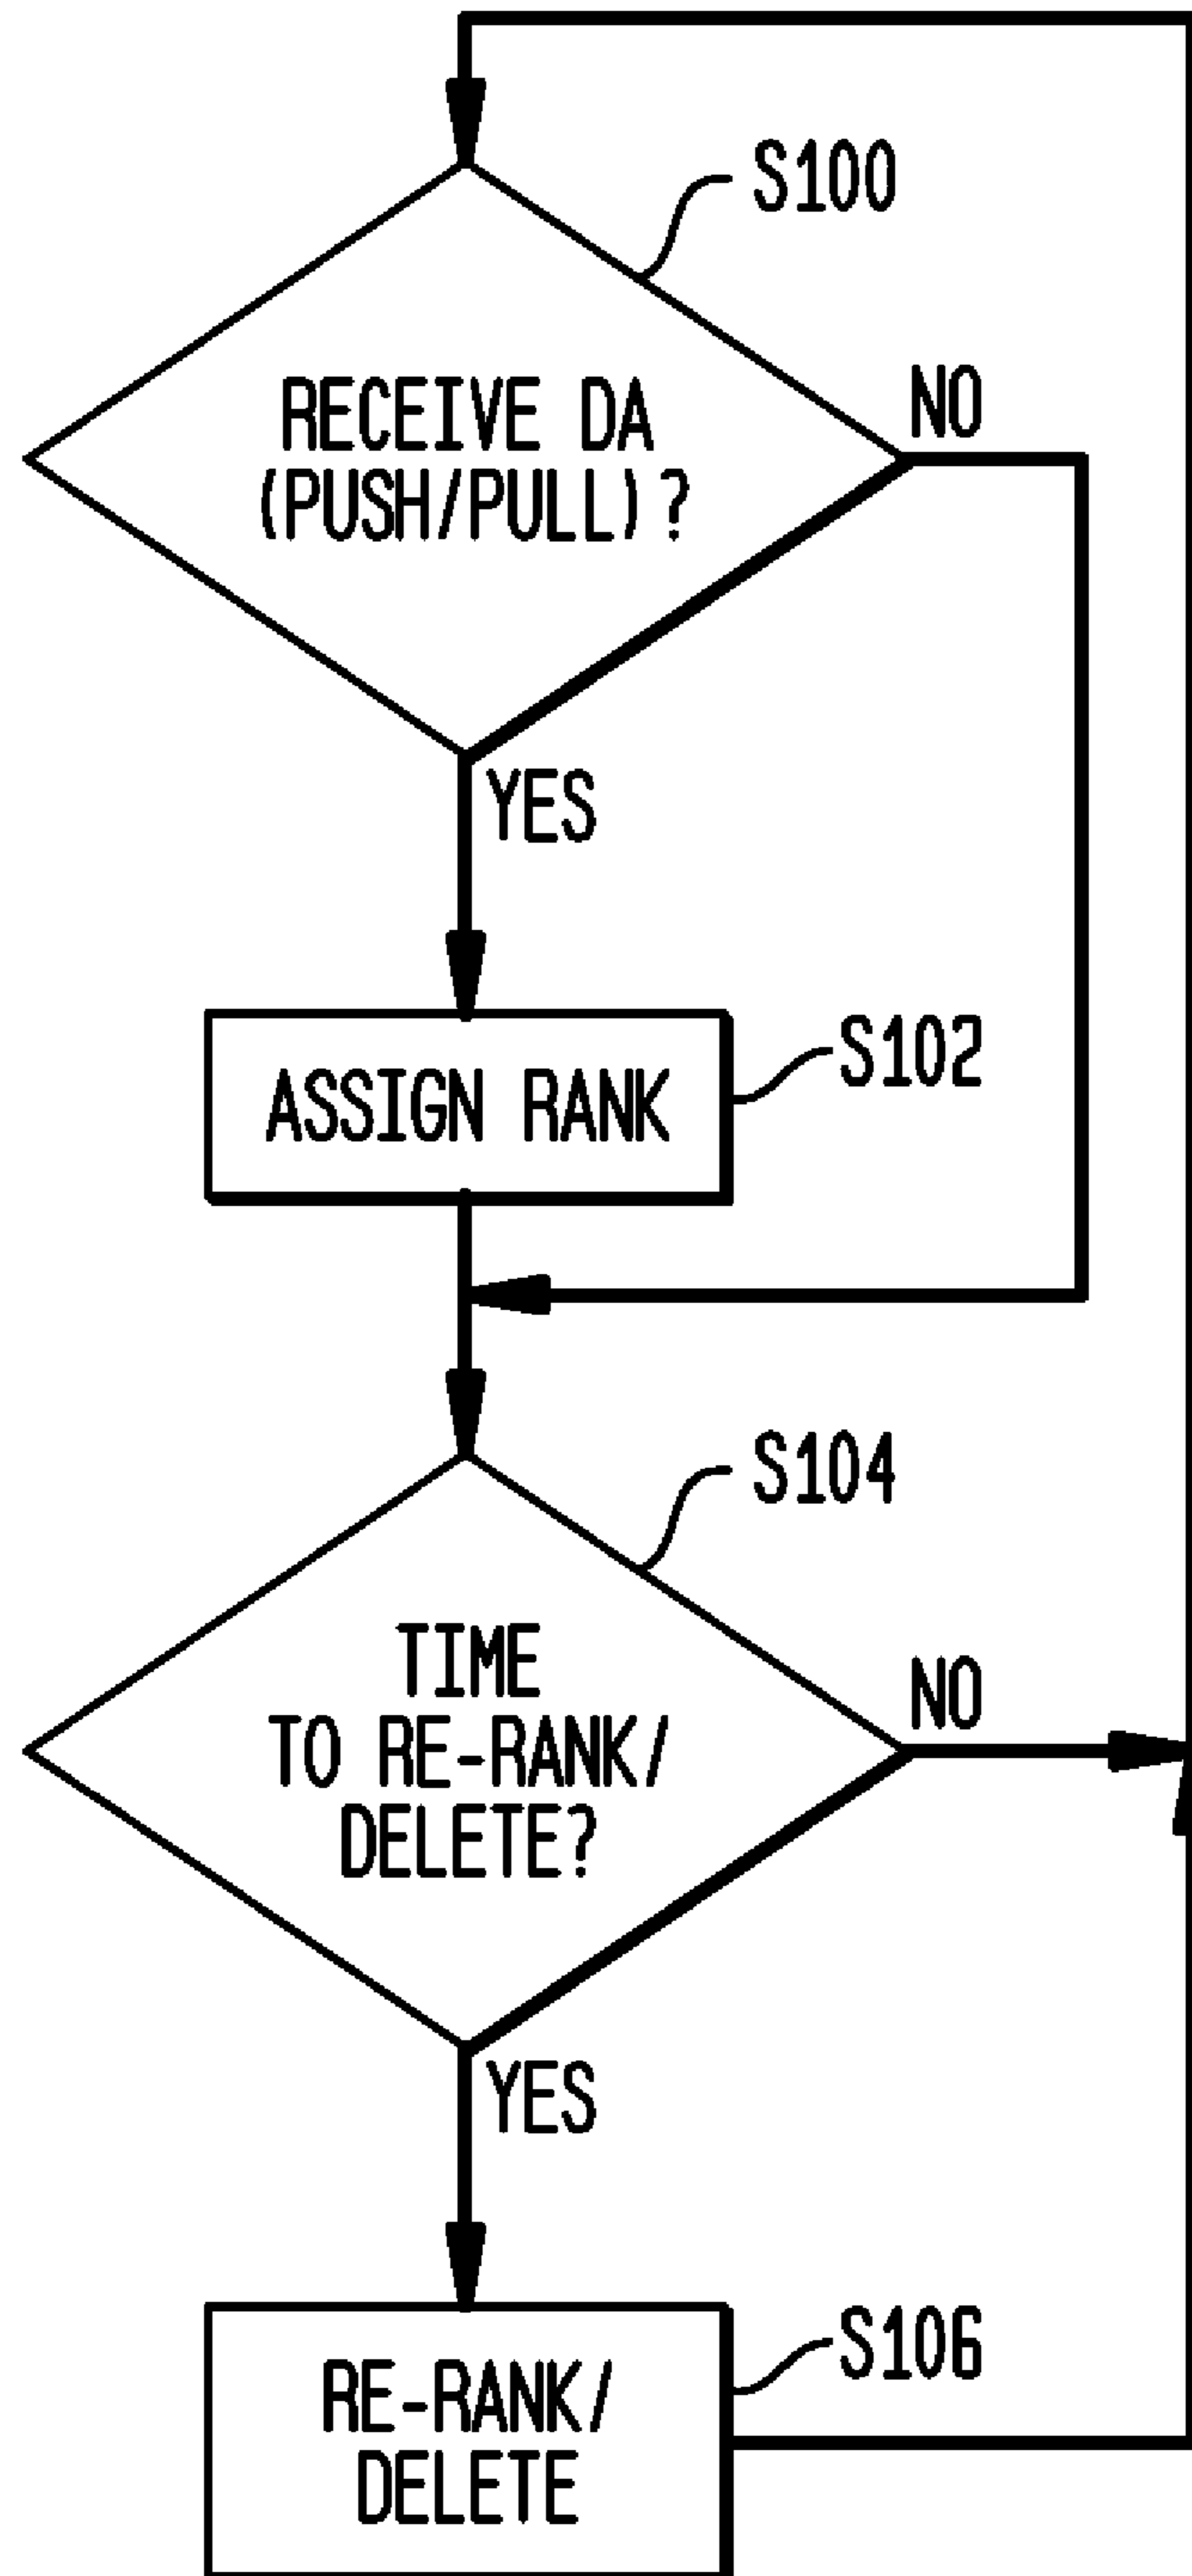 S100
RECEIVE DA
(PUSH/PULL)?
NO
YES
ASSIGN RANK
S102
S104
TIME
TO RE-RANK/
DELETE?
NO
YES
RE-RANK/
DELETE
S106